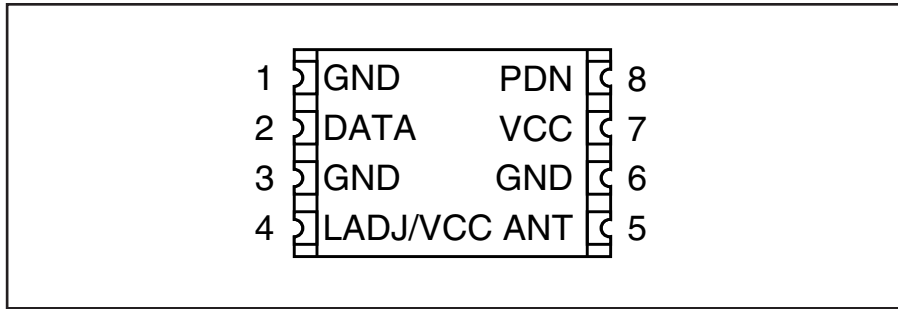 1 GND PDN 8
2 DATA VCC 7
3 GND GND 6
4 LADJ/VCC ANT 5